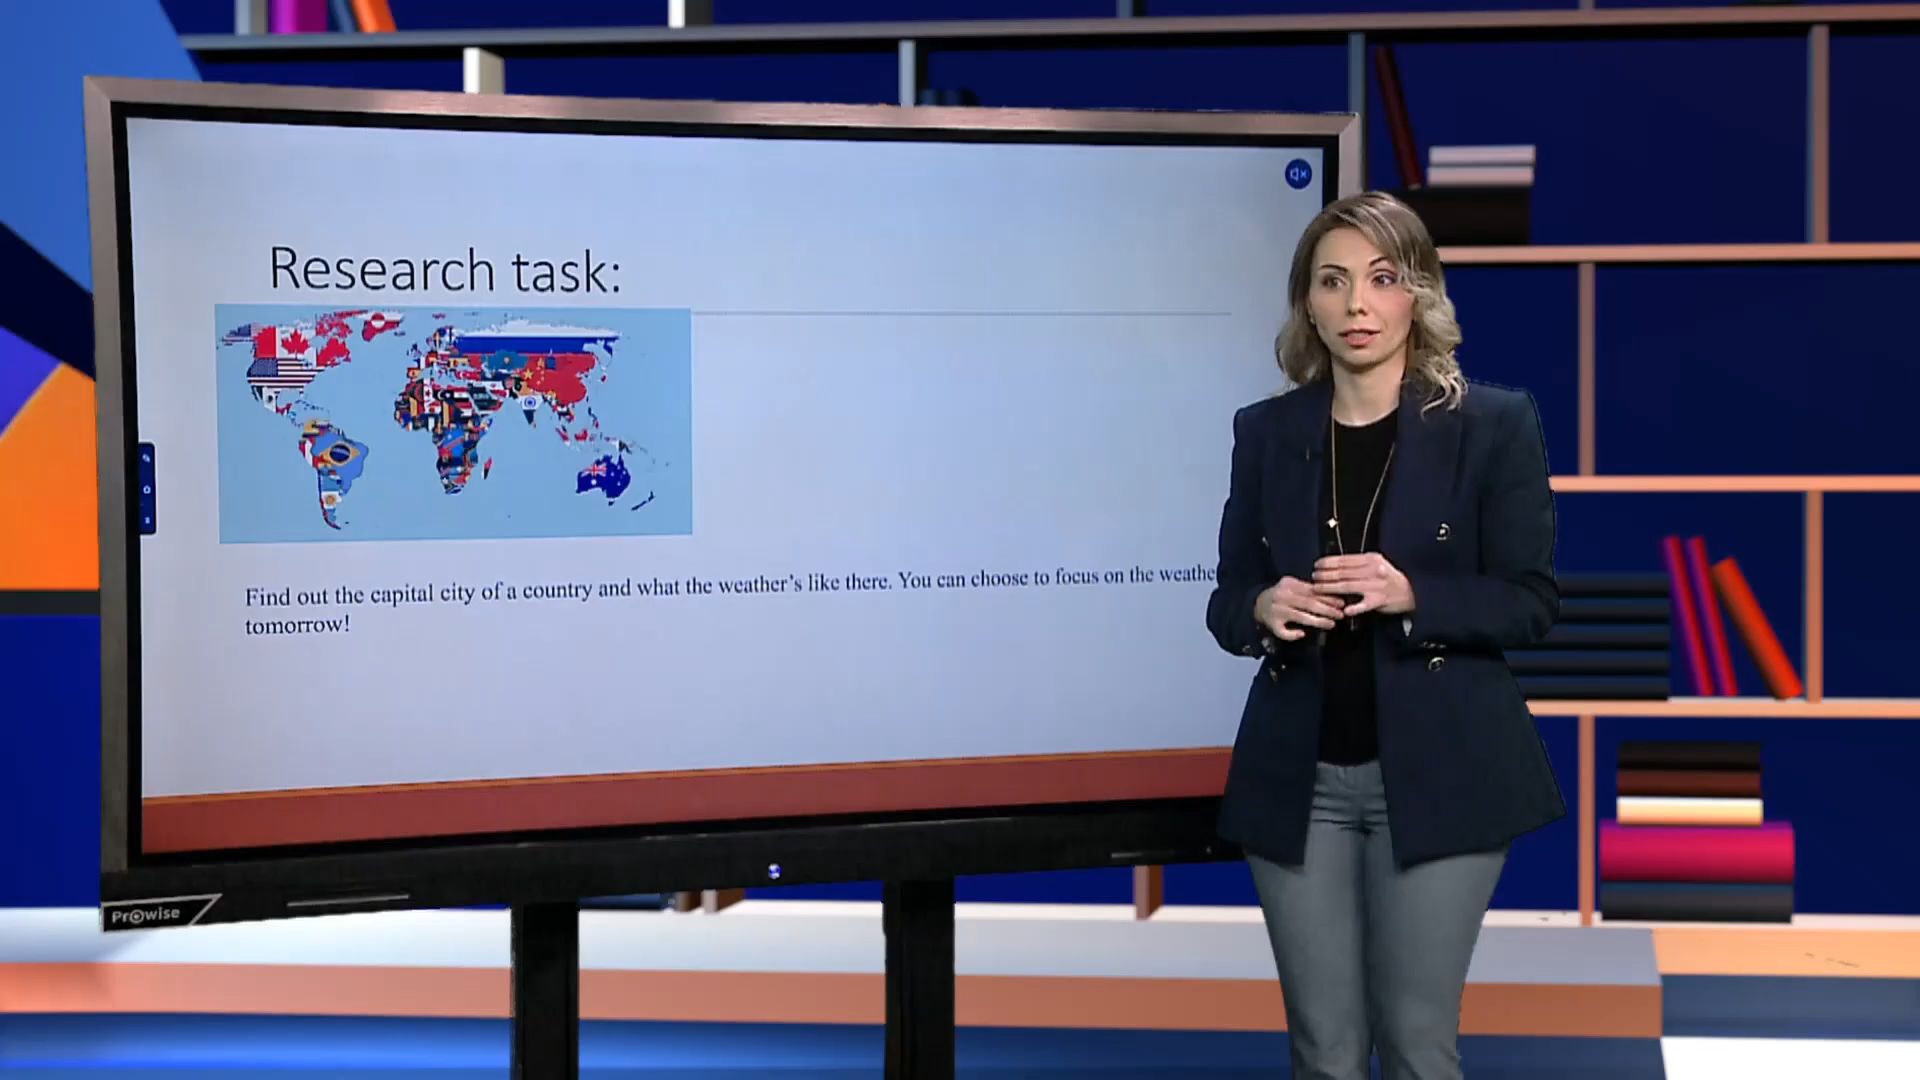 Research task:
Find out the capital city of a country and what the weather's like there. You can choose to focus on the
tomorrow!
Prowise